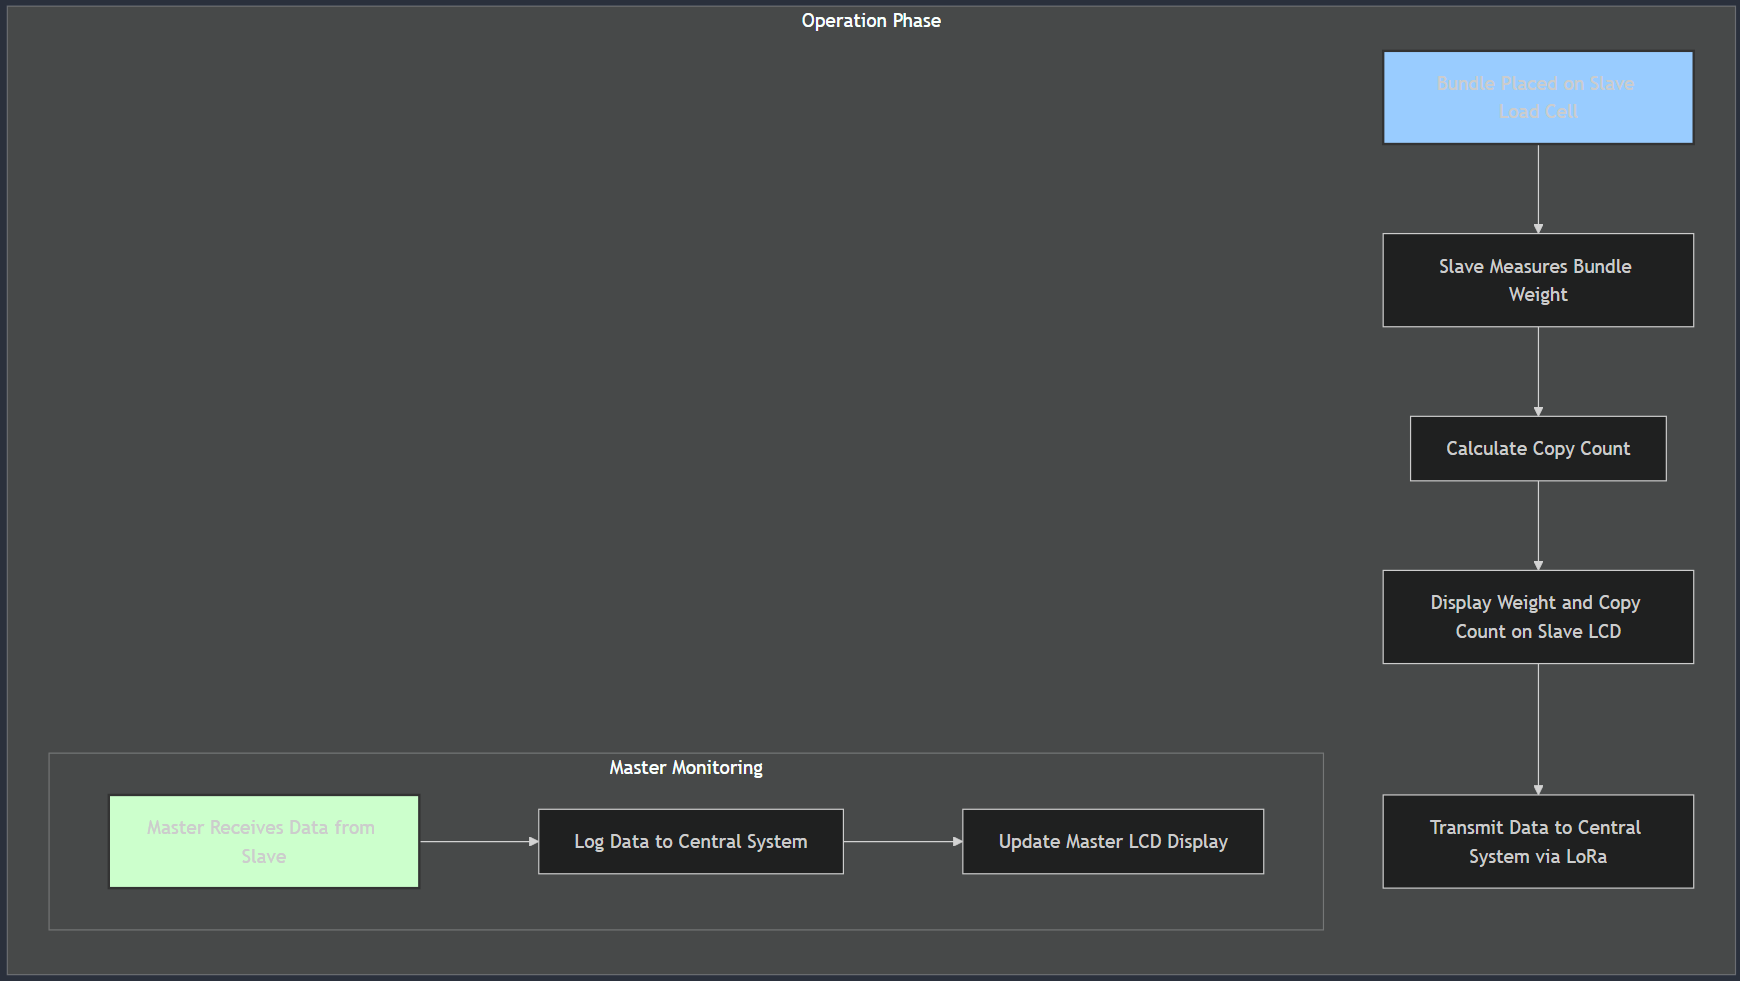 Operation Phase
Bundle Placed on Slave
Load Cell
Slave Measures Bundle
Weight
Calculate Copy Count
Display Weight and Copy
Count on Slave LCD
Transmit Data to Central
System via LoRa
Master Monitoring
Master Receives Data from
Slave
Log Data to Central System
Update Master LCD Display